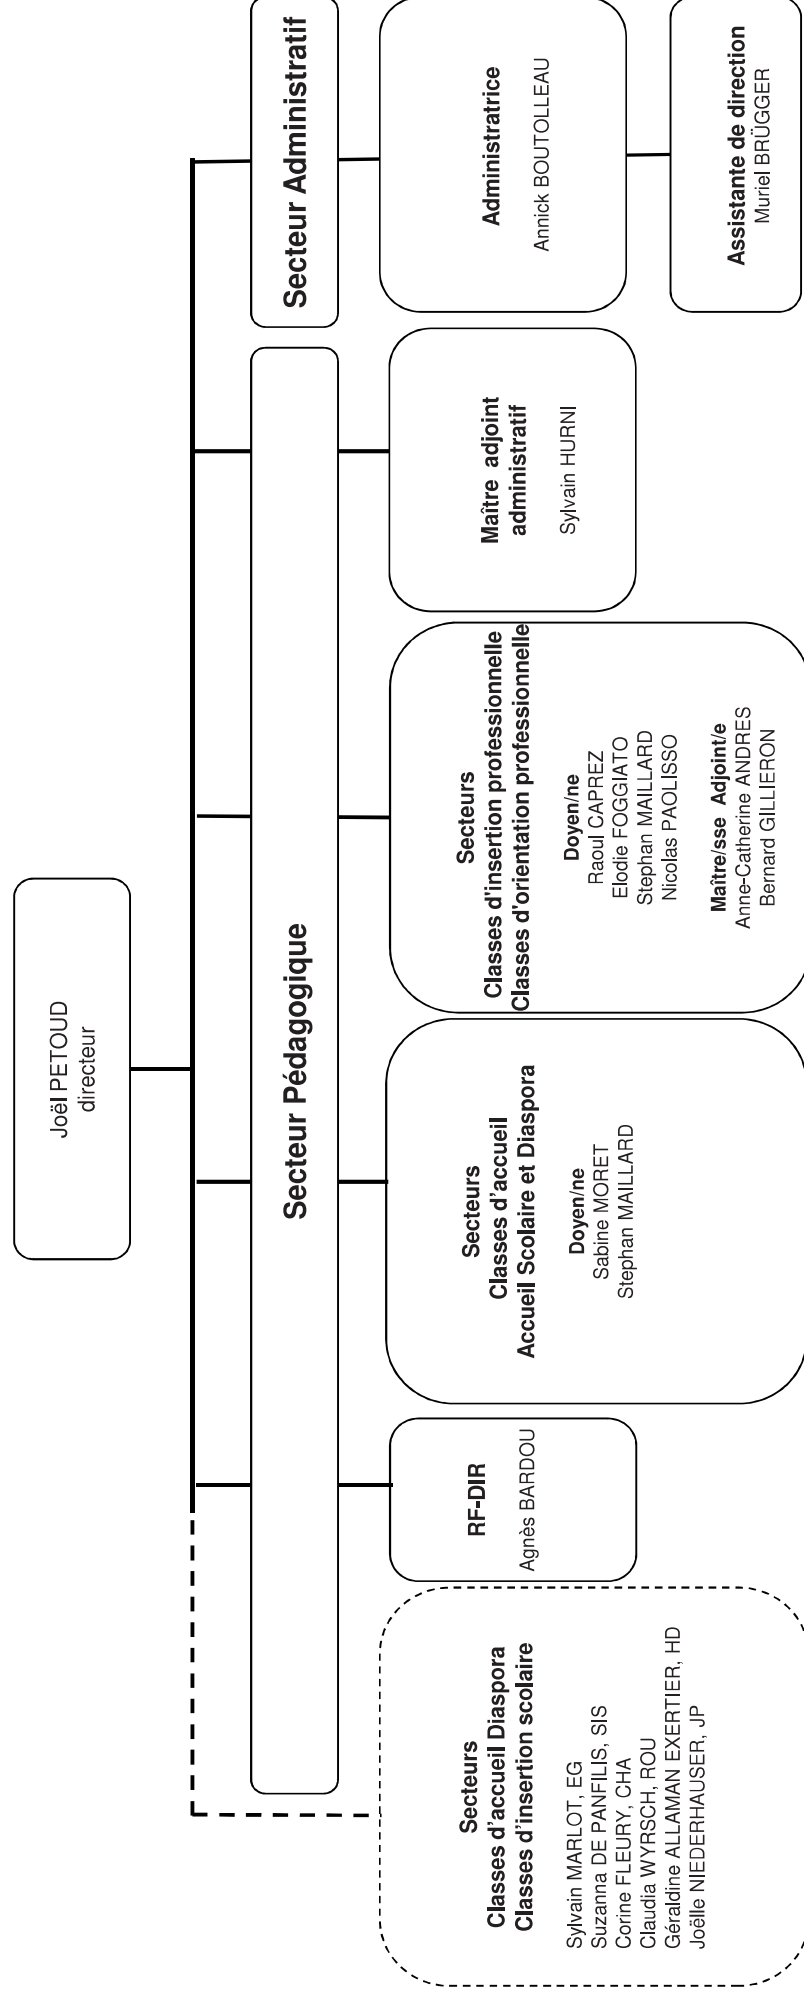 Joël PETOUD
directeur
Secteur Pédagogique
Secteur Administratif
Secteurs
Classes d'accueil Diaspora
Classes d'insertion scolaire
Sylvain MARLOT, EG
Suzanna DE PANFILIS, SIS
Corine FLEURY, CHA
Claudia WYRSCH, ROU
Géraldine ALLAMAN EXERTIER, HD
Joëlle NIEDERHAUSER, JP
RF-DIR
Agnès BARDOU
Secteurs
Classes d'accueil
Accueil Scolaire et Diaspora
Doyen/ne
Sabine MORET
Stephan MAILLARD
Secteurs
Classes d'insertion professionnelle
Classes d'orientation professionnelle
Doyen/ne
Raoul CAPREZ
Elodie FOGGIATO
Stephan MAILLARD
Nicolas PAOLISSO
Maître/sse Adjoint/e
Anne-Catherine ANDRES
Bernard GILLIERON
Maître adjoint
administratif
Sylvain HURNI
Administratrice
Annick BOUTOLLEAU
Assistante de direction
Muriel BRÜGGER